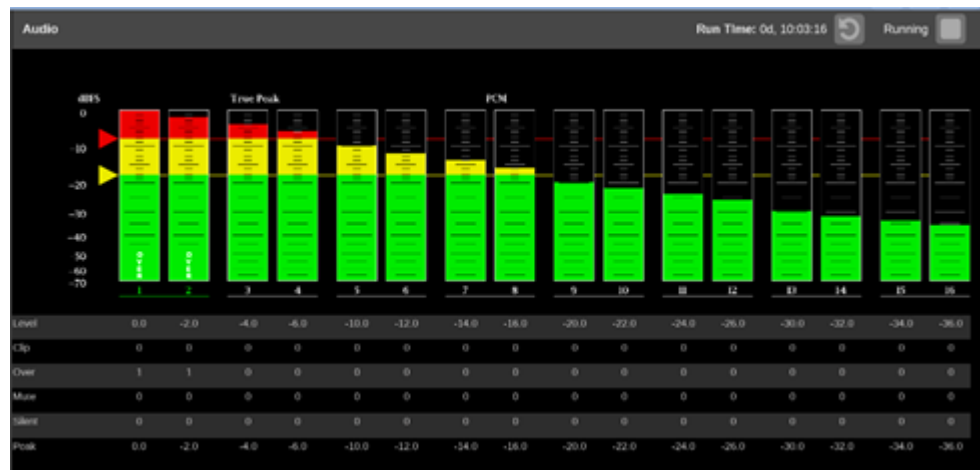 Audio Run Time: 0d, 10:03:16 Running
dBFS True Peak PCM
0
-10
-20
-30
-40
50
-60
-70
OVER OVER
1 2 3 4 5 6 7 8 9 10 11 12 13 14 15 16
Level 0.0 -2.0 -4.0 -6.0 -10.0 -12.0 -14.0 -16.0 -20.0 -22.0 -24.0 -26.0 -30.0 -32.0 -34.0 -36.0
Clip 0 0 0 0 0 0 0 0 0 0 0 0 0 0 0 0
Over 1 1 0 0 0 0 0 0 0 0 0 0 0 0 0 0
Mute 0 0 0 0 0 0 0 0 0 0 0 0 0 0 0 0
Silent 0 0 0 0 0 0 0 0 0 0 0 0 0 0 0 0
Peak 0.0 -2.0 -4.0 -6.0 -10.0 -12.0 -14.0 -16.0 -20.0 -22.0 -24.0 -26.0 -30.0 -32.0 -34.0 -36.0